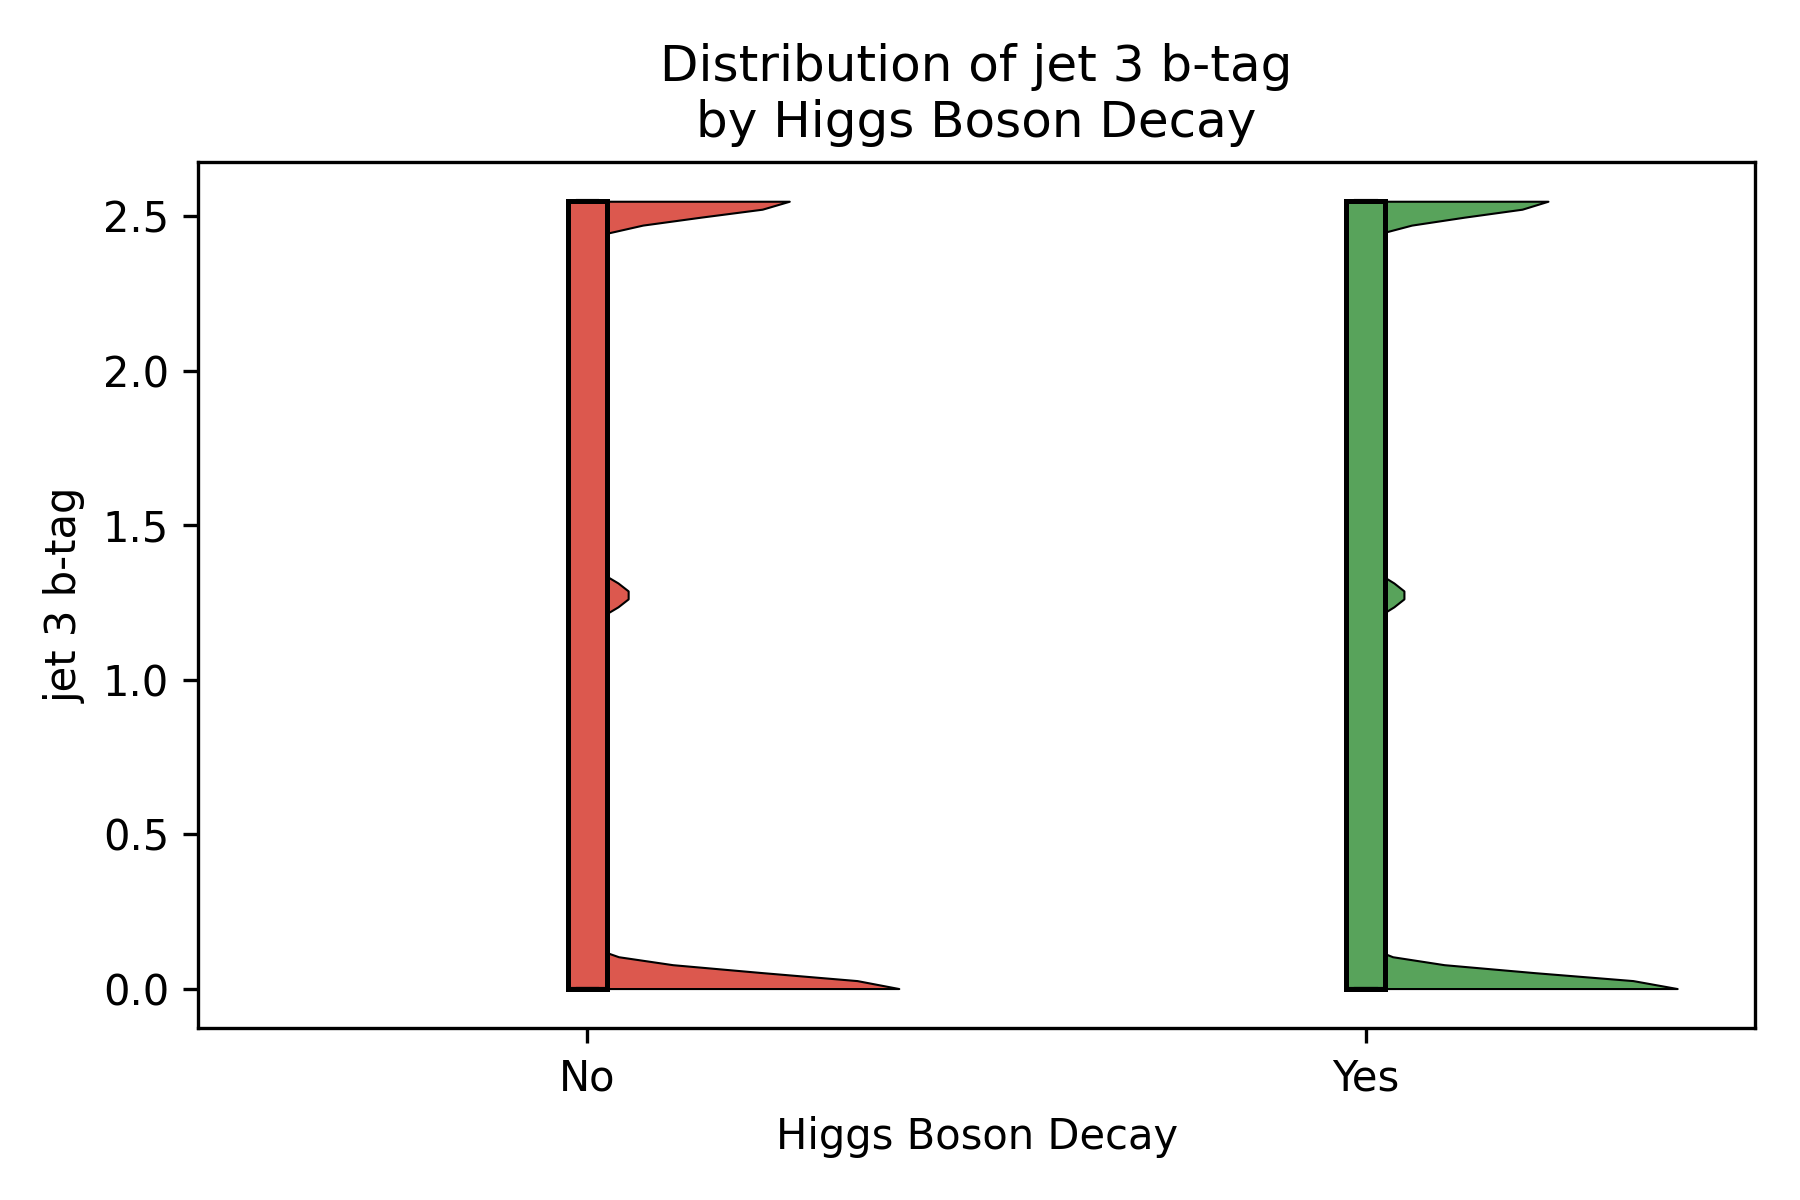 Distribution of jet 3 b-tag
by Higgs Boson Decay
2.5
2.0
1.5
1.0
0.5
0.0
jet 3 b-tag
No
Yes
Higgs Boson Decay